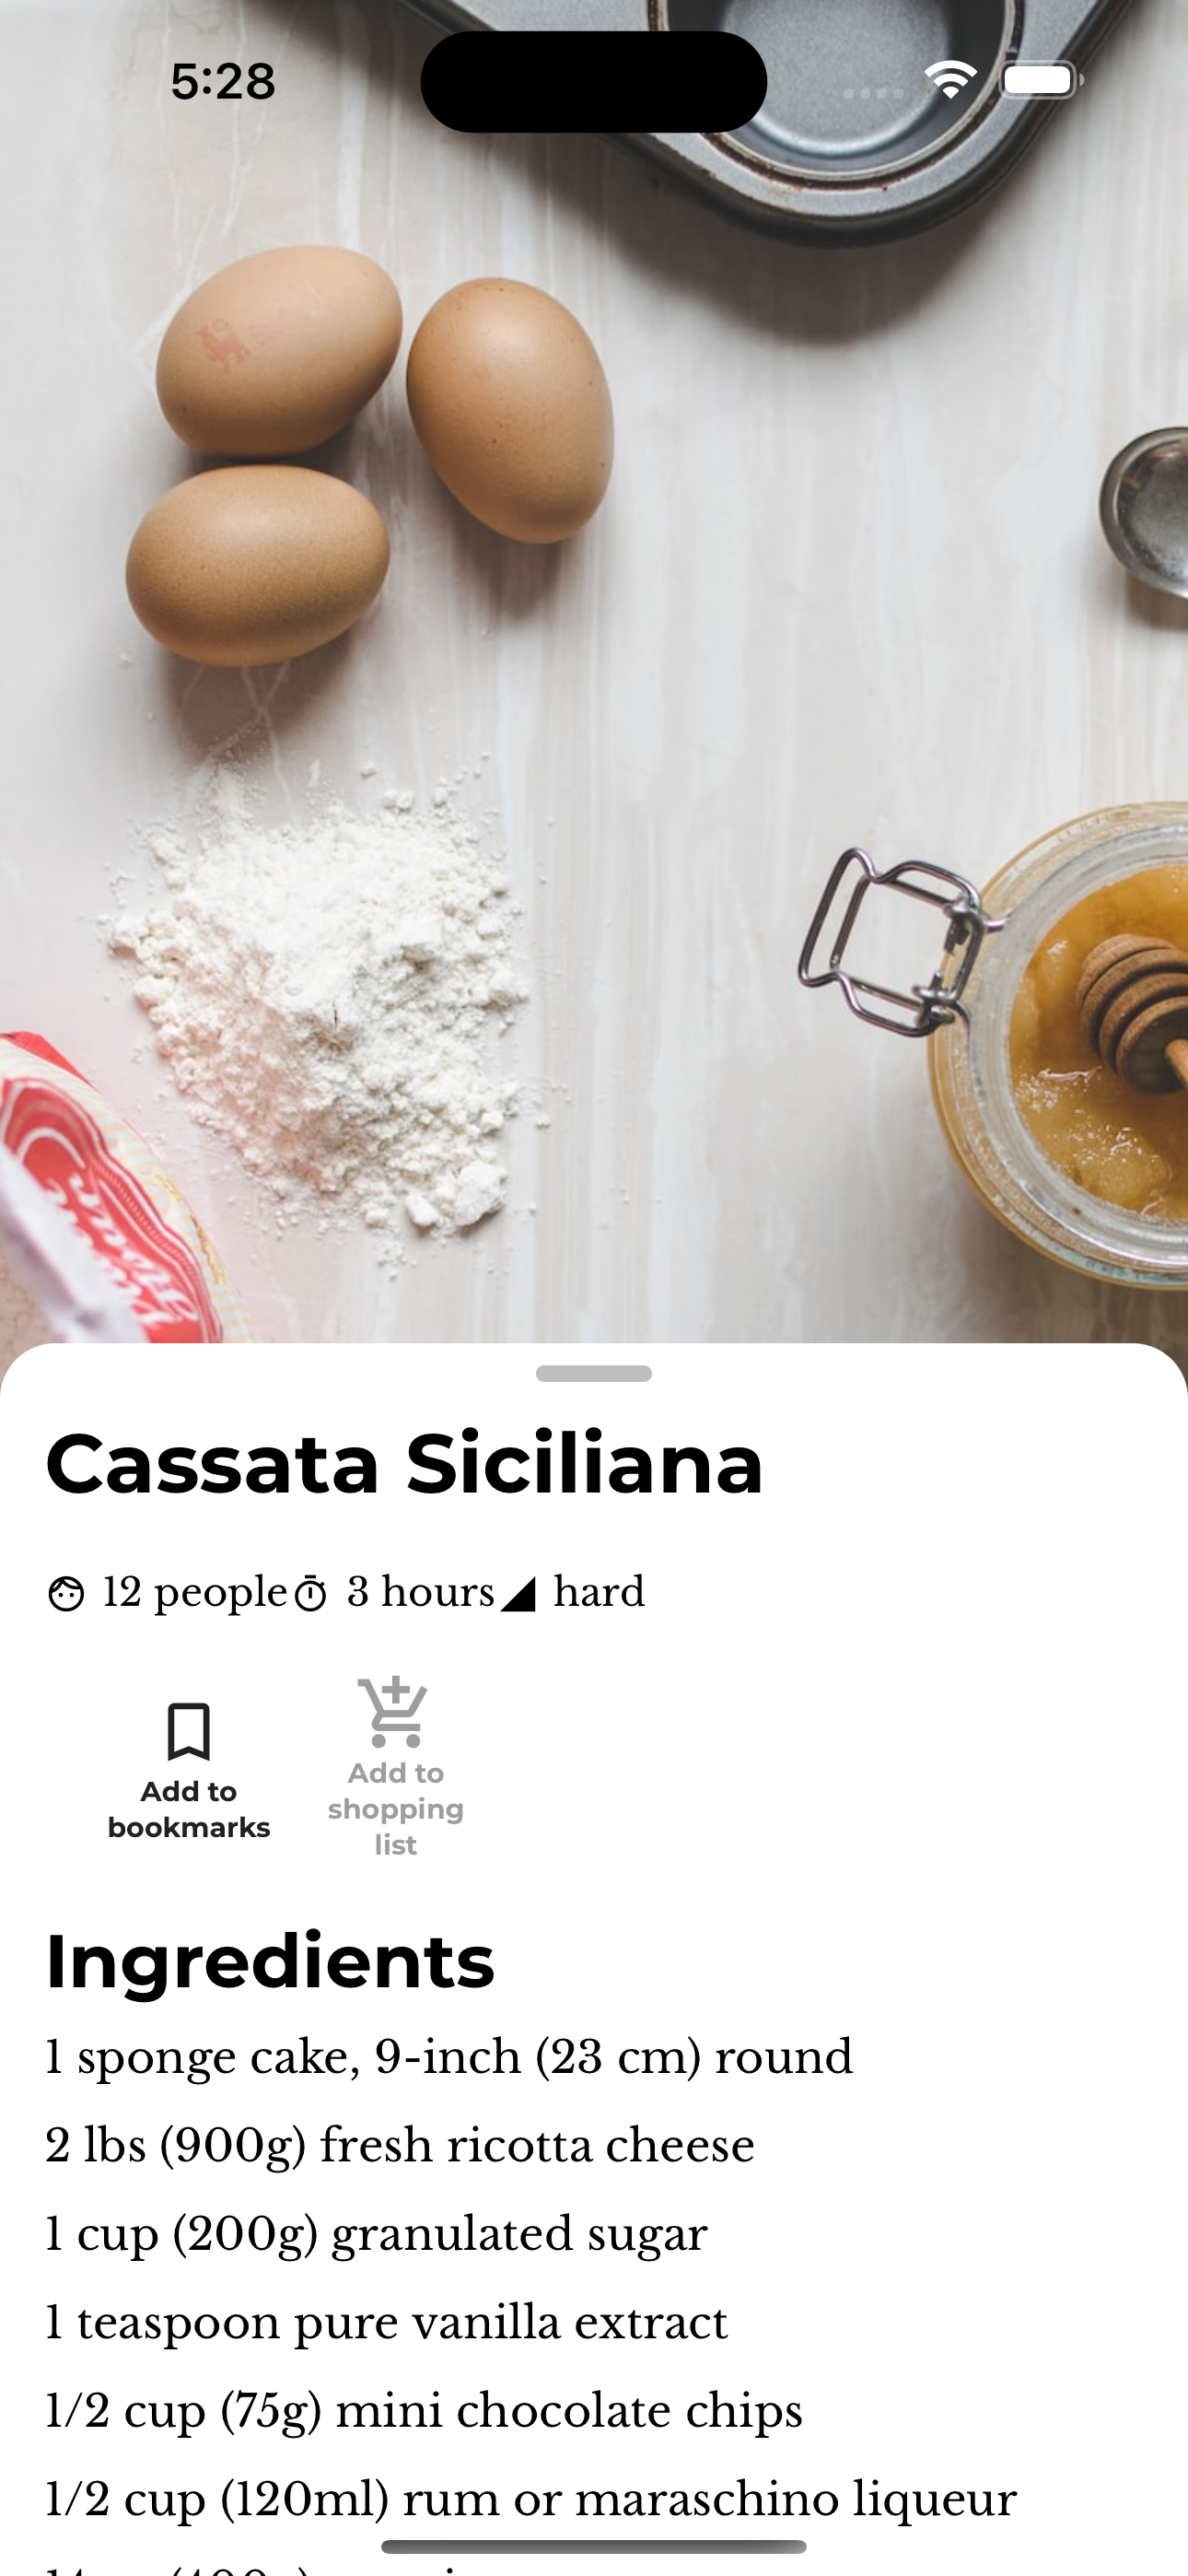 5:28
Cassata Siciliana
12 people 3 hours hard
Add to
bookmarks
Add to
shopping
list
Ingredients
1 sponge cake, 9-inch (23 cm) round
2 lbs (900g) fresh ricotta cheese
1 cup (200g) granulated sugar
1 teaspoon pure vanilla extract
1/2 cup (75g) mini chocolate chips
1/2 cup (120ml) rum or maraschino liqueur